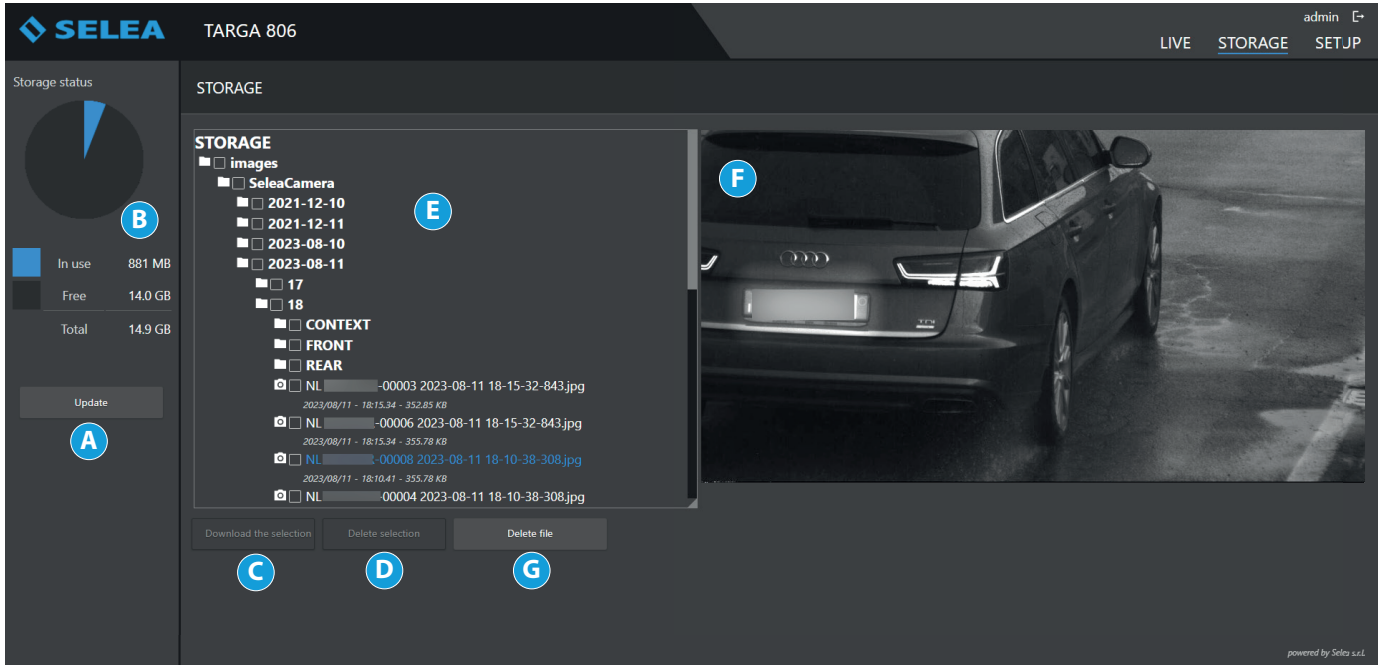 SELEA
TARGA 806
admin
LIVE STORAGE SETUP
Storage status
B
In use 881 MB
Free 14.0 GB
Total 14.9 GB
Update
A
STORAGE
STORAGE
images
SeleaCamera
2021-12-10
2021-12-11
2023-08-10
2023-08-11
17
18
CONTEXT
FRONT
REAR
NL -00003 2023-08-11 18-15-32-843.jpg
2023/08/11 - 18:15.34 - 352.85 KB
NL -00006 2023-08-11 18-15-32-843.jpg
2023/08/11 - 18:15.34 - 355.78 KB
NL -00008 2023-08-11 18-10-38-308.jpg
2023/08/11 - 18:10.41 - 355.78 KB
NL -00004 2023-08-11 18-10-38-308.jpg
E
F
TDI
Download the selection Delete selection Delete file
C D G
powered by Selea s.r.l.